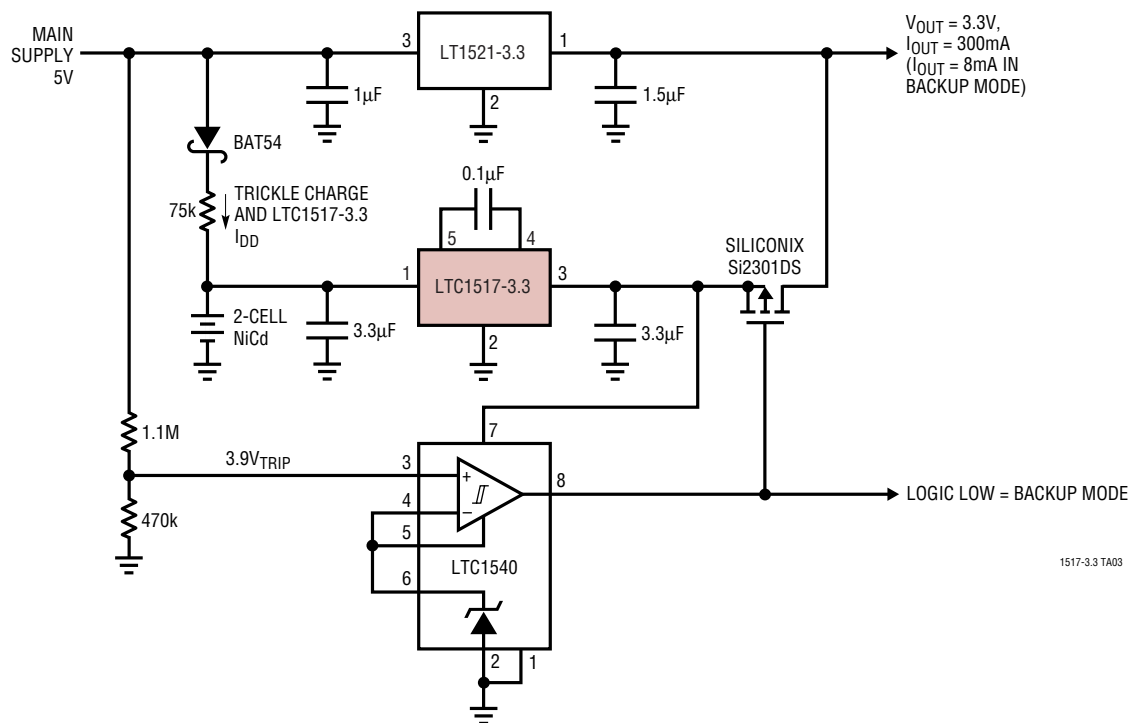 MAIN
SUPPLY
5V
3
LT1521-3.3
1
2
1µF
1.5µF
VOUT = 3.3V,
IOUT = 300mA
(IOUT = 8mA IN
BACKUP MODE)
BAT54
75k
TRICKLE CHARGE
AND LTC1517-3.3
IDD
0.1µF
5
4
1
LTC1517-3.3
3
2
SILICONIX
Si2301DS
2-CELL
NiCd
3.3µF
3.3µF
1.1M
3.9VTRIP
470k
7
3
+
4
–
5
6
8
LTC1540
2
1
LOGIC LOW = BACKUP MODE
1517-3.3 TA03